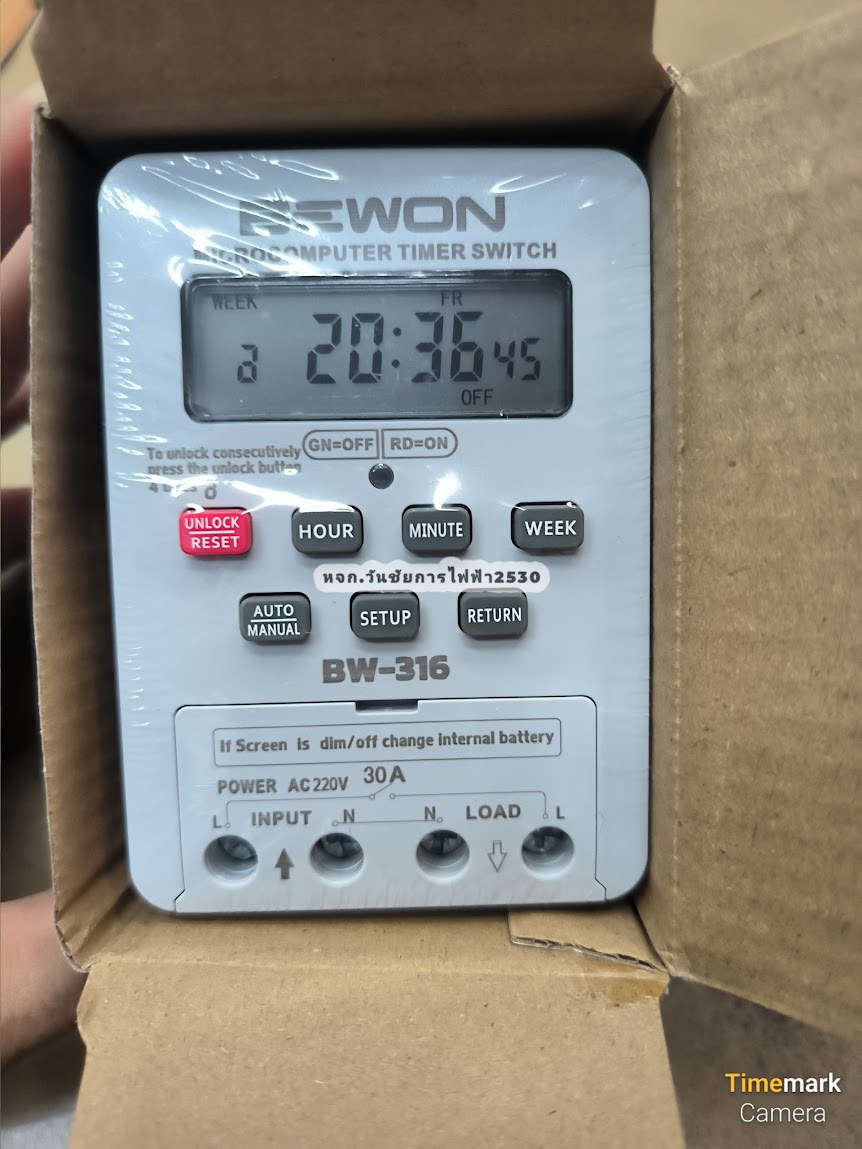 BEWON
MICROCOMPUTER TIMER SWITCH
WEEK FR
a 20:36 45
OFF
GN=OFF RD=ON
To unlock consecutively
press the unlock button
4
UNLOCK
RESET
HOUR
MINUTE
WEEK
หจก.วันชัยการไฟฟ้า2530
AUTO
MANUAL
SETUP
RETURN
BW-316
If Screen is dim/off change internal battery
POWER AC220V 30A
L INPUT N N LOAD L
Timemark
Camera